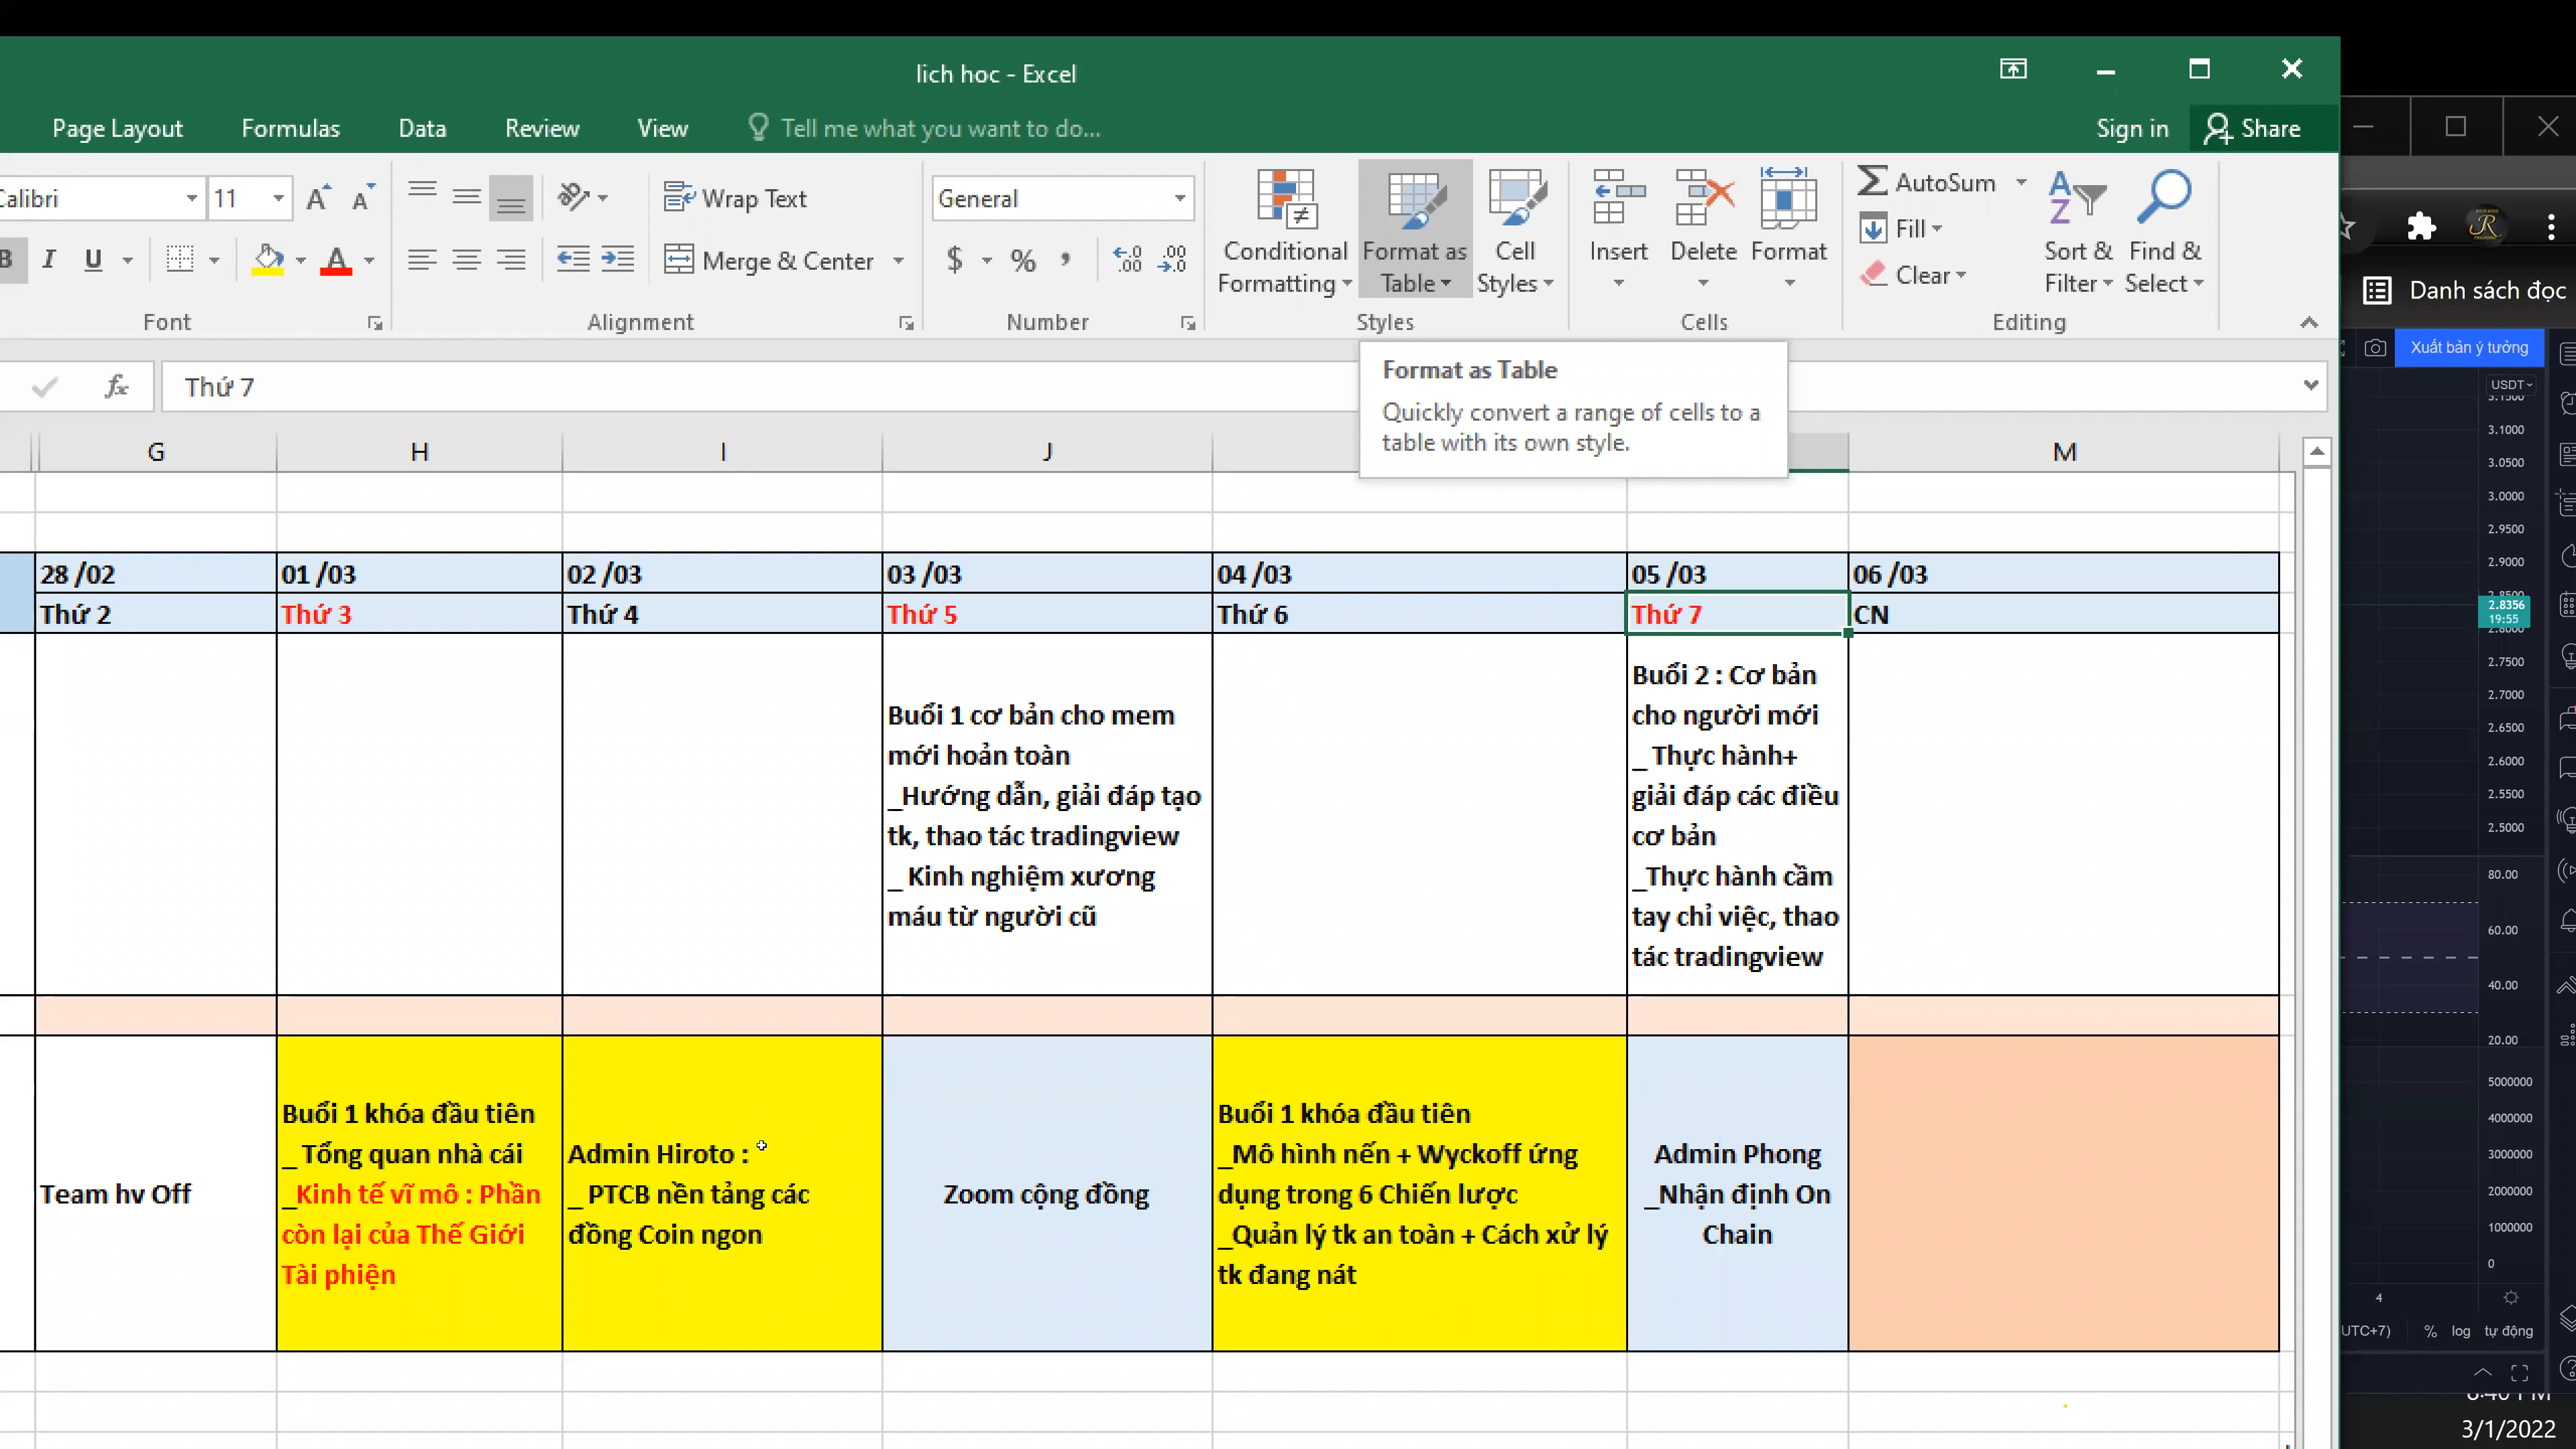 lich hoc - Excel
Page Layout Formulas Data Review View Tell me what you want to do... Sign in Share
Calibri 11 Wrap Text General AutoSum
B I U Merge & Center $ % , Conditional Formatting Format as Table Cell Styles Insert Delete Format Fill Clear Sort & Filter Find & Select
Font Alignment Number Styles Cells Editing
Danh sách đọc
Xuất bản ý tưởng
fx Thứ 7
Format as Table
Quickly convert a range of cells to a
table with its own style.
G H I J M
28 /02 01 /03 02 /03 03 /03 04 /03 05 /03 06 /03
Thứ 2 Thứ 3 Thứ 4 Thứ 5 Thứ 6 Thứ 7 CN
Buổi 1 cơ bản cho mem
mới hoản toàn
_Hướng dẫn, giải đáp tạo
tk, thao tác tradingview
_ Kinh nghiệm xương
máu từ người cũ
Buổi 2 : Cơ bản
cho người mới
_ Thực hành+
giải đáp các điều
cơ bản
_Thực hành cầm
tay chỉ việc, thao
tác tradingview
Team hv Off
Buổi 1 khóa đầu tiên
_ Tổng quan nhà cái
_Kinh tế vĩ mô : Phần
còn lại của Thế Giới
Tài phiện
Admin Hiroto :
_ PTCB nền tảng các
đồng Coin ngon
Zoom cộng đồng
Buổi 1 khóa đầu tiên
_Mô hình nến + Wyckoff ứng
dụng trong 6 Chiến lược
_Quản lý tk an toàn + Cách xử lý
tk đang nát
Admin Phong
_Nhận định On
Chain
USDT
3.1500
3.1000
3.0500
3.0000
2.9500
2.9000
2.8500
2.8356
19:55
2.8000
2.7500
2.7000
2.6500
2.6000
2.5500
2.5000
80.00
60.00
40.00
20.00
5000000
4000000
3000000
2000000
1000000
0
4
UTC+7) % log tự động
8:40 PM
3/1/2022